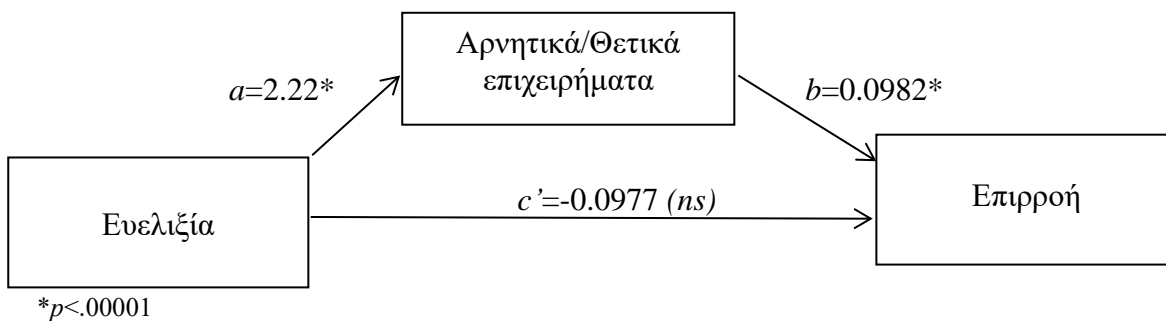 Αρνητικά/Θετικά
επιχειρήματα
a=2.22*
b=0.0982*
Ευελιξία
c’=-0.0977 (ns)
Επιρροή
*p<.00001